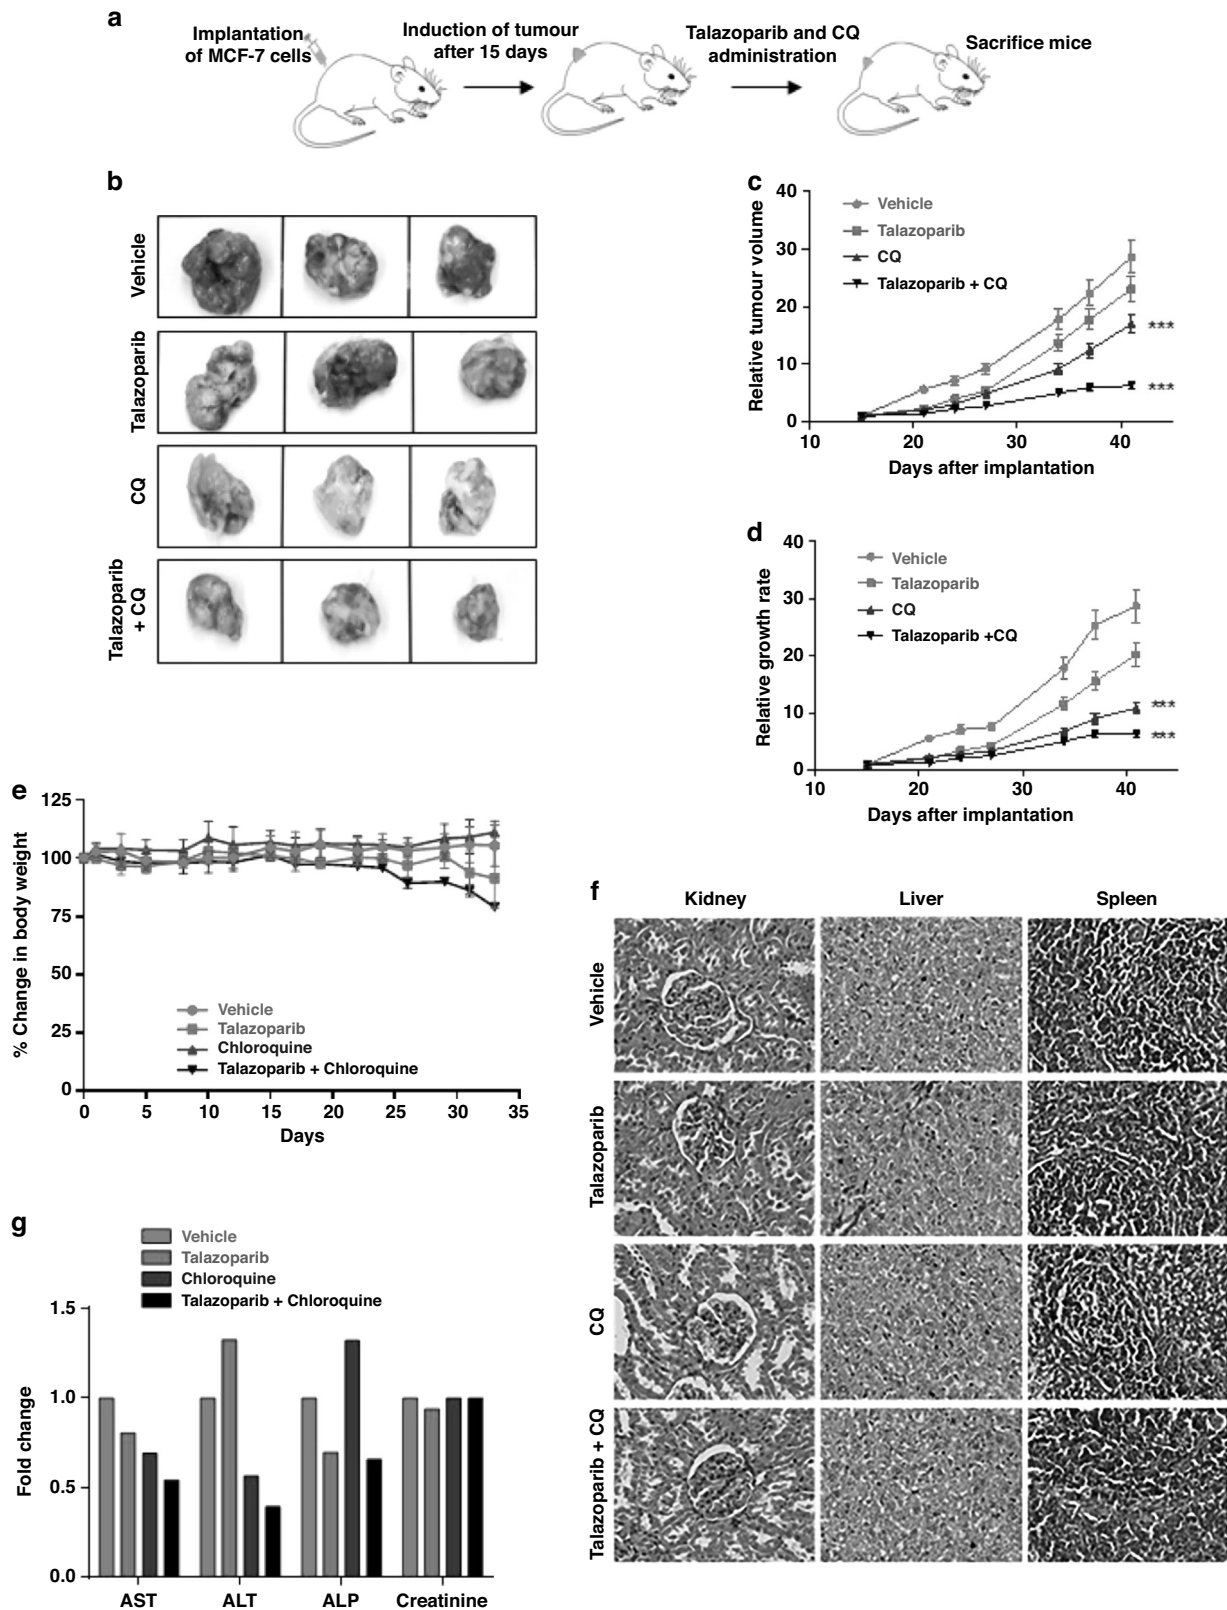 a
Implantation
of MCF-7 cells
Induction of tumour
after 15 days
Talazoparib and CQ
administration
Sacrifice mice
b
Vehicle
Talazoparib
CQ
Talazoparib
+ CQ
c
40
30
20
10
0
Relative tumour volume
Vehicle
Talazoparib
CQ
Talazoparib + CQ
***
***
10
20
30
40
Days after implantation
d
40
30
20
10
0
Relative growth rate
Vehicle
Talazoparib
CQ
Talazoparib +CQ
***
***
10
20
30
40
Days after implantation
e
125
100
75
50
25
0
% Change in body weight
Vehicle
Talazoparib
Chloroquine
Talazoparib + Chloroquine
0
5
10
15
20
25
30
35
Days
f
Kidney
Liver
Spleen
Vehicle
Talazoparib
CQ
Talazoparib + CQ
g
Vehicle
Talazoparib
Chloroquine
Talazoparib + Chloroquine
1.5
1.0
0.5
0.0
Fold change
AST
ALT
ALP
Creatinine